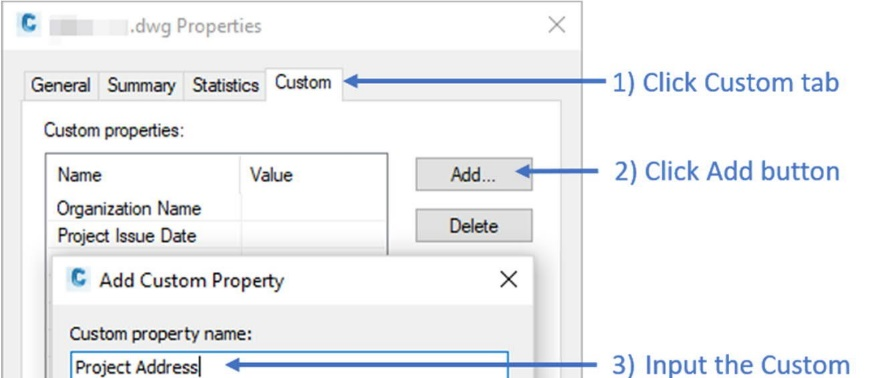 .dwg Properties
General Summary Statistics Custom
1) Click Custom tab
Custom properties:
Name Value
Add...
2) Click Add button
Organization Name
Project Issue Date
Delete
Add Custom Property
Custom property name:
Project Address
3) Input the Custom